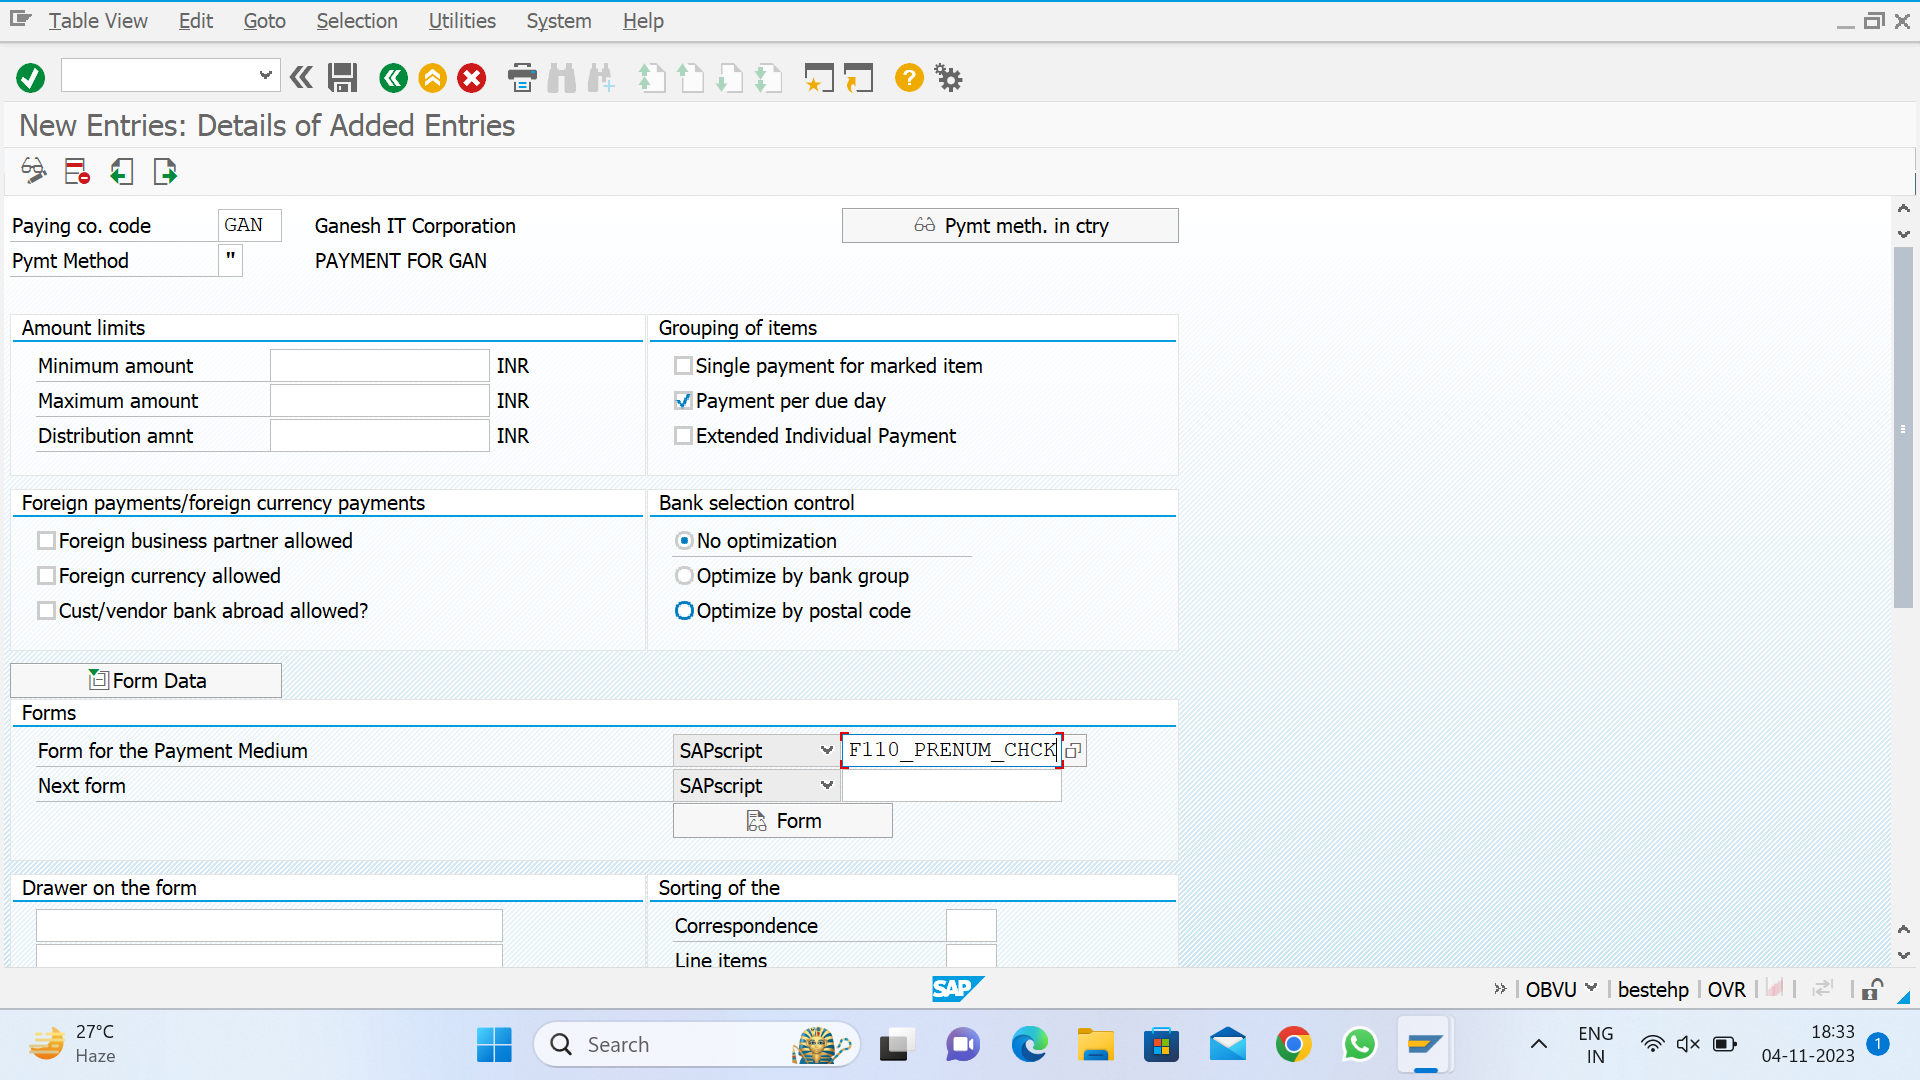 Table View Edit Goto Selection Utilities System Help
New Entries: Details of Added Entries
Paying co. code GAN Ganesh IT Corporation Pymt meth. in ctry
Pymt Method " PAYMENT FOR GAN
Amount limits Grouping of items
Minimum amount INR Single payment for marked item
Maximum amount INR Payment per due day
Distribution amnt INR Extended Individual Payment
Foreign payments/foreign currency payments Bank selection control
Foreign business partner allowed No optimization
Foreign currency allowed Optimize by bank group
Cust/vendor bank abroad allowed? Optimize by postal code
Form Data
Forms
Form for the Payment Medium SAPscript F110_PRENUM_CHCK
Next form SAPscript
Form
Drawer on the form Sorting of the
Correspondence
Line items
SAP OBVU bestehp OVR
27°C
Haze
Search
ENG
IN
18:33
04-11-2023
1